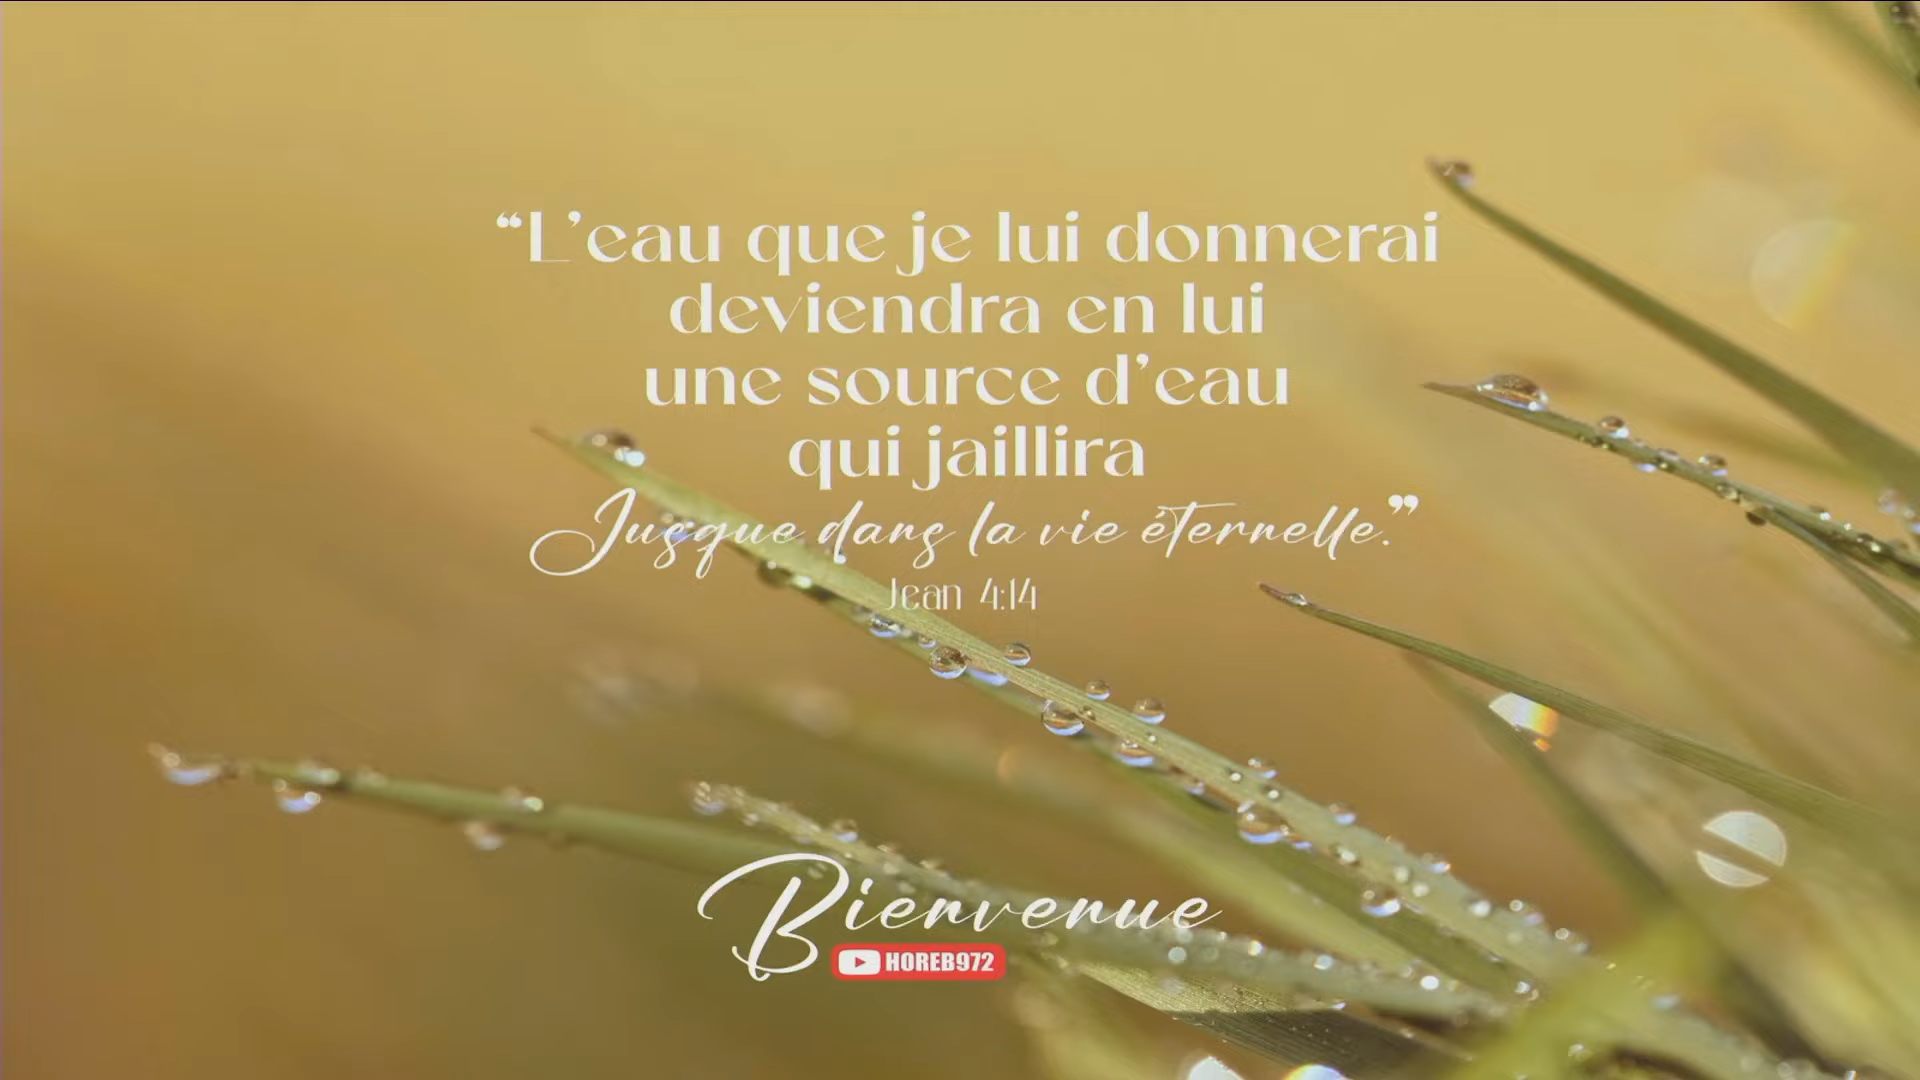 “L’eau que je lui donnerai
deviendra en lui
une source d’eau
qui jaillira
Jusque dans la vie éternelle.”
Jean 4:14
Bienvenue
HOREB972